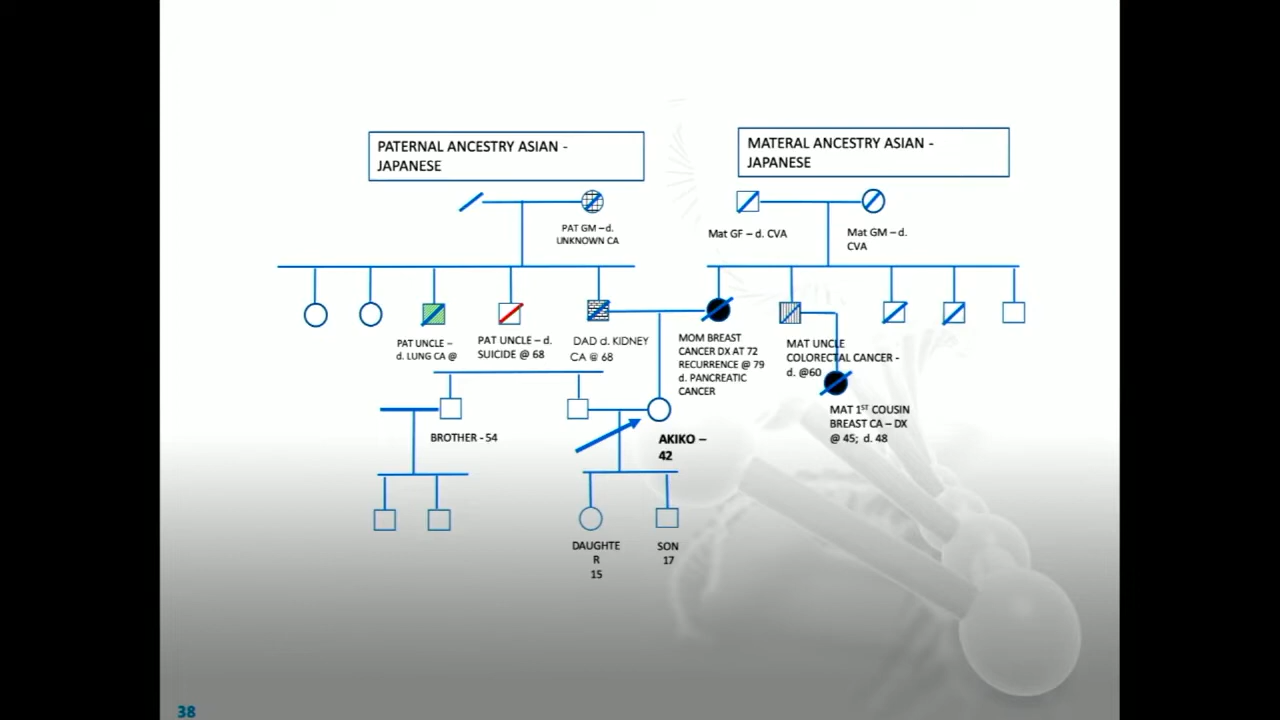 PATERNAL ANCESTRY ASIAN -
JAPANESE
MATERAL ANCESTRY ASIAN -
JAPANESE
PAT GM – d.
UNKNOWN CA
Mat GF – d. CVA
Mat GM – d.
CVA
PAT UNCLE –
d. LUNG CA @
PAT UNCLE – d.
SUICIDE @ 68
DAD d. KIDNEY
CA @ 68
MOM BREAST
CANCER DX AT 72
RECURRENCE @ 79
d. PANCREATIC
CANCER
MAT UNCLE
COLORECTAL CANCER -
d. @60
MAT 1ST COUSIN
BREAST CA – DX
@ 45; d. 48
BROTHER - 54
AKIKO –
42
DAUGHTE
R
15
SON
17
38